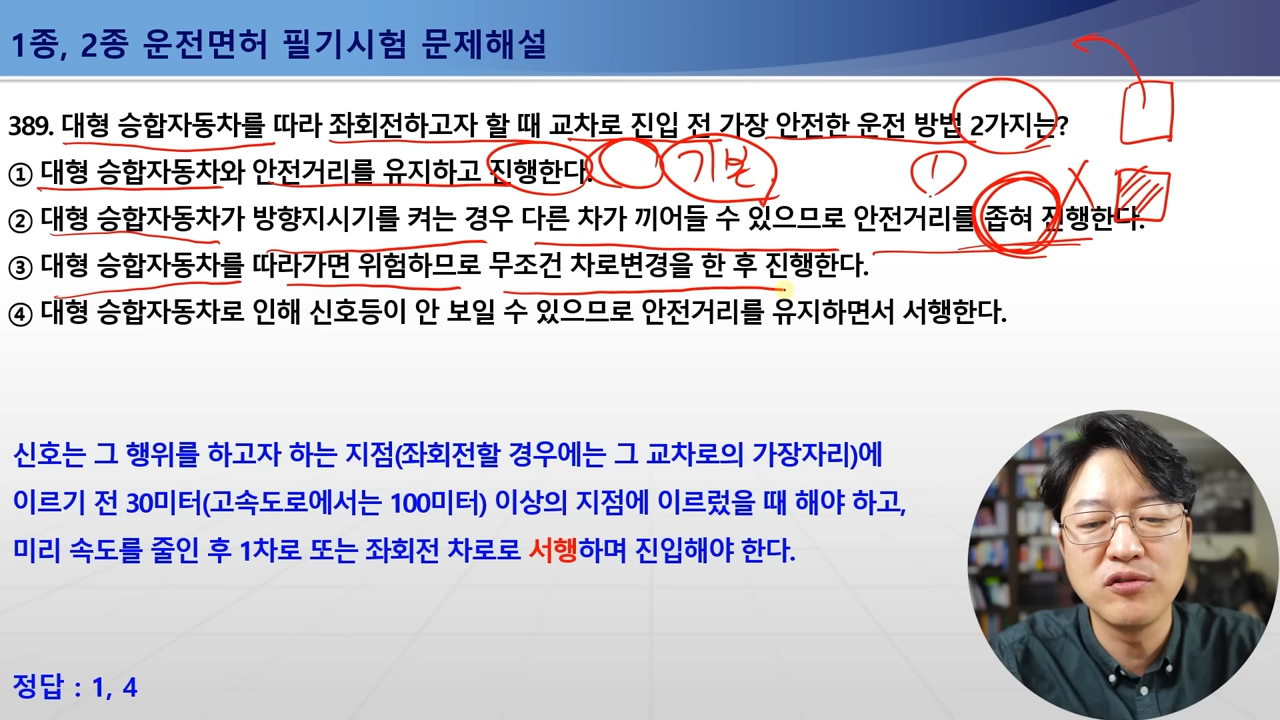 1종, 2종 운전면허 필기시험 문제해설
389. 대형 승합자동차를 따라 좌회전하고자 할 때 교차로 진입 전 가장 안전한 운전 방법 2가지는?
① 대형 승합자동차와 안전거리를 유지하고 진행한다.
기본
①
② 대형 승합자동차가 방향지시기를 켜는 경우 다른 차가 끼어들 수 있으므로 안전거리를 좁혀 진행한다.
③ 대형 승합자동차를 따라가면 위험하므로 무조건 차로변경을 한 후 진행한다.
④ 대형 승합자동차로 인해 신호등이 안 보일 수 있으므로 안전거리를 유지하면서 서행한다.
신호는 그 행위를 하고자 하는 지점(좌회전할 경우에는 그 교차로의 가장자리)에
이르기 전 30미터(고속도로에서는 100미터) 이상의 지점에 이르렀을 때 해야 하고,
미리 속도를 줄인 후 1차로 또는 좌회전 차로로 서행하며 진입해야 한다.
정답 : 1, 4